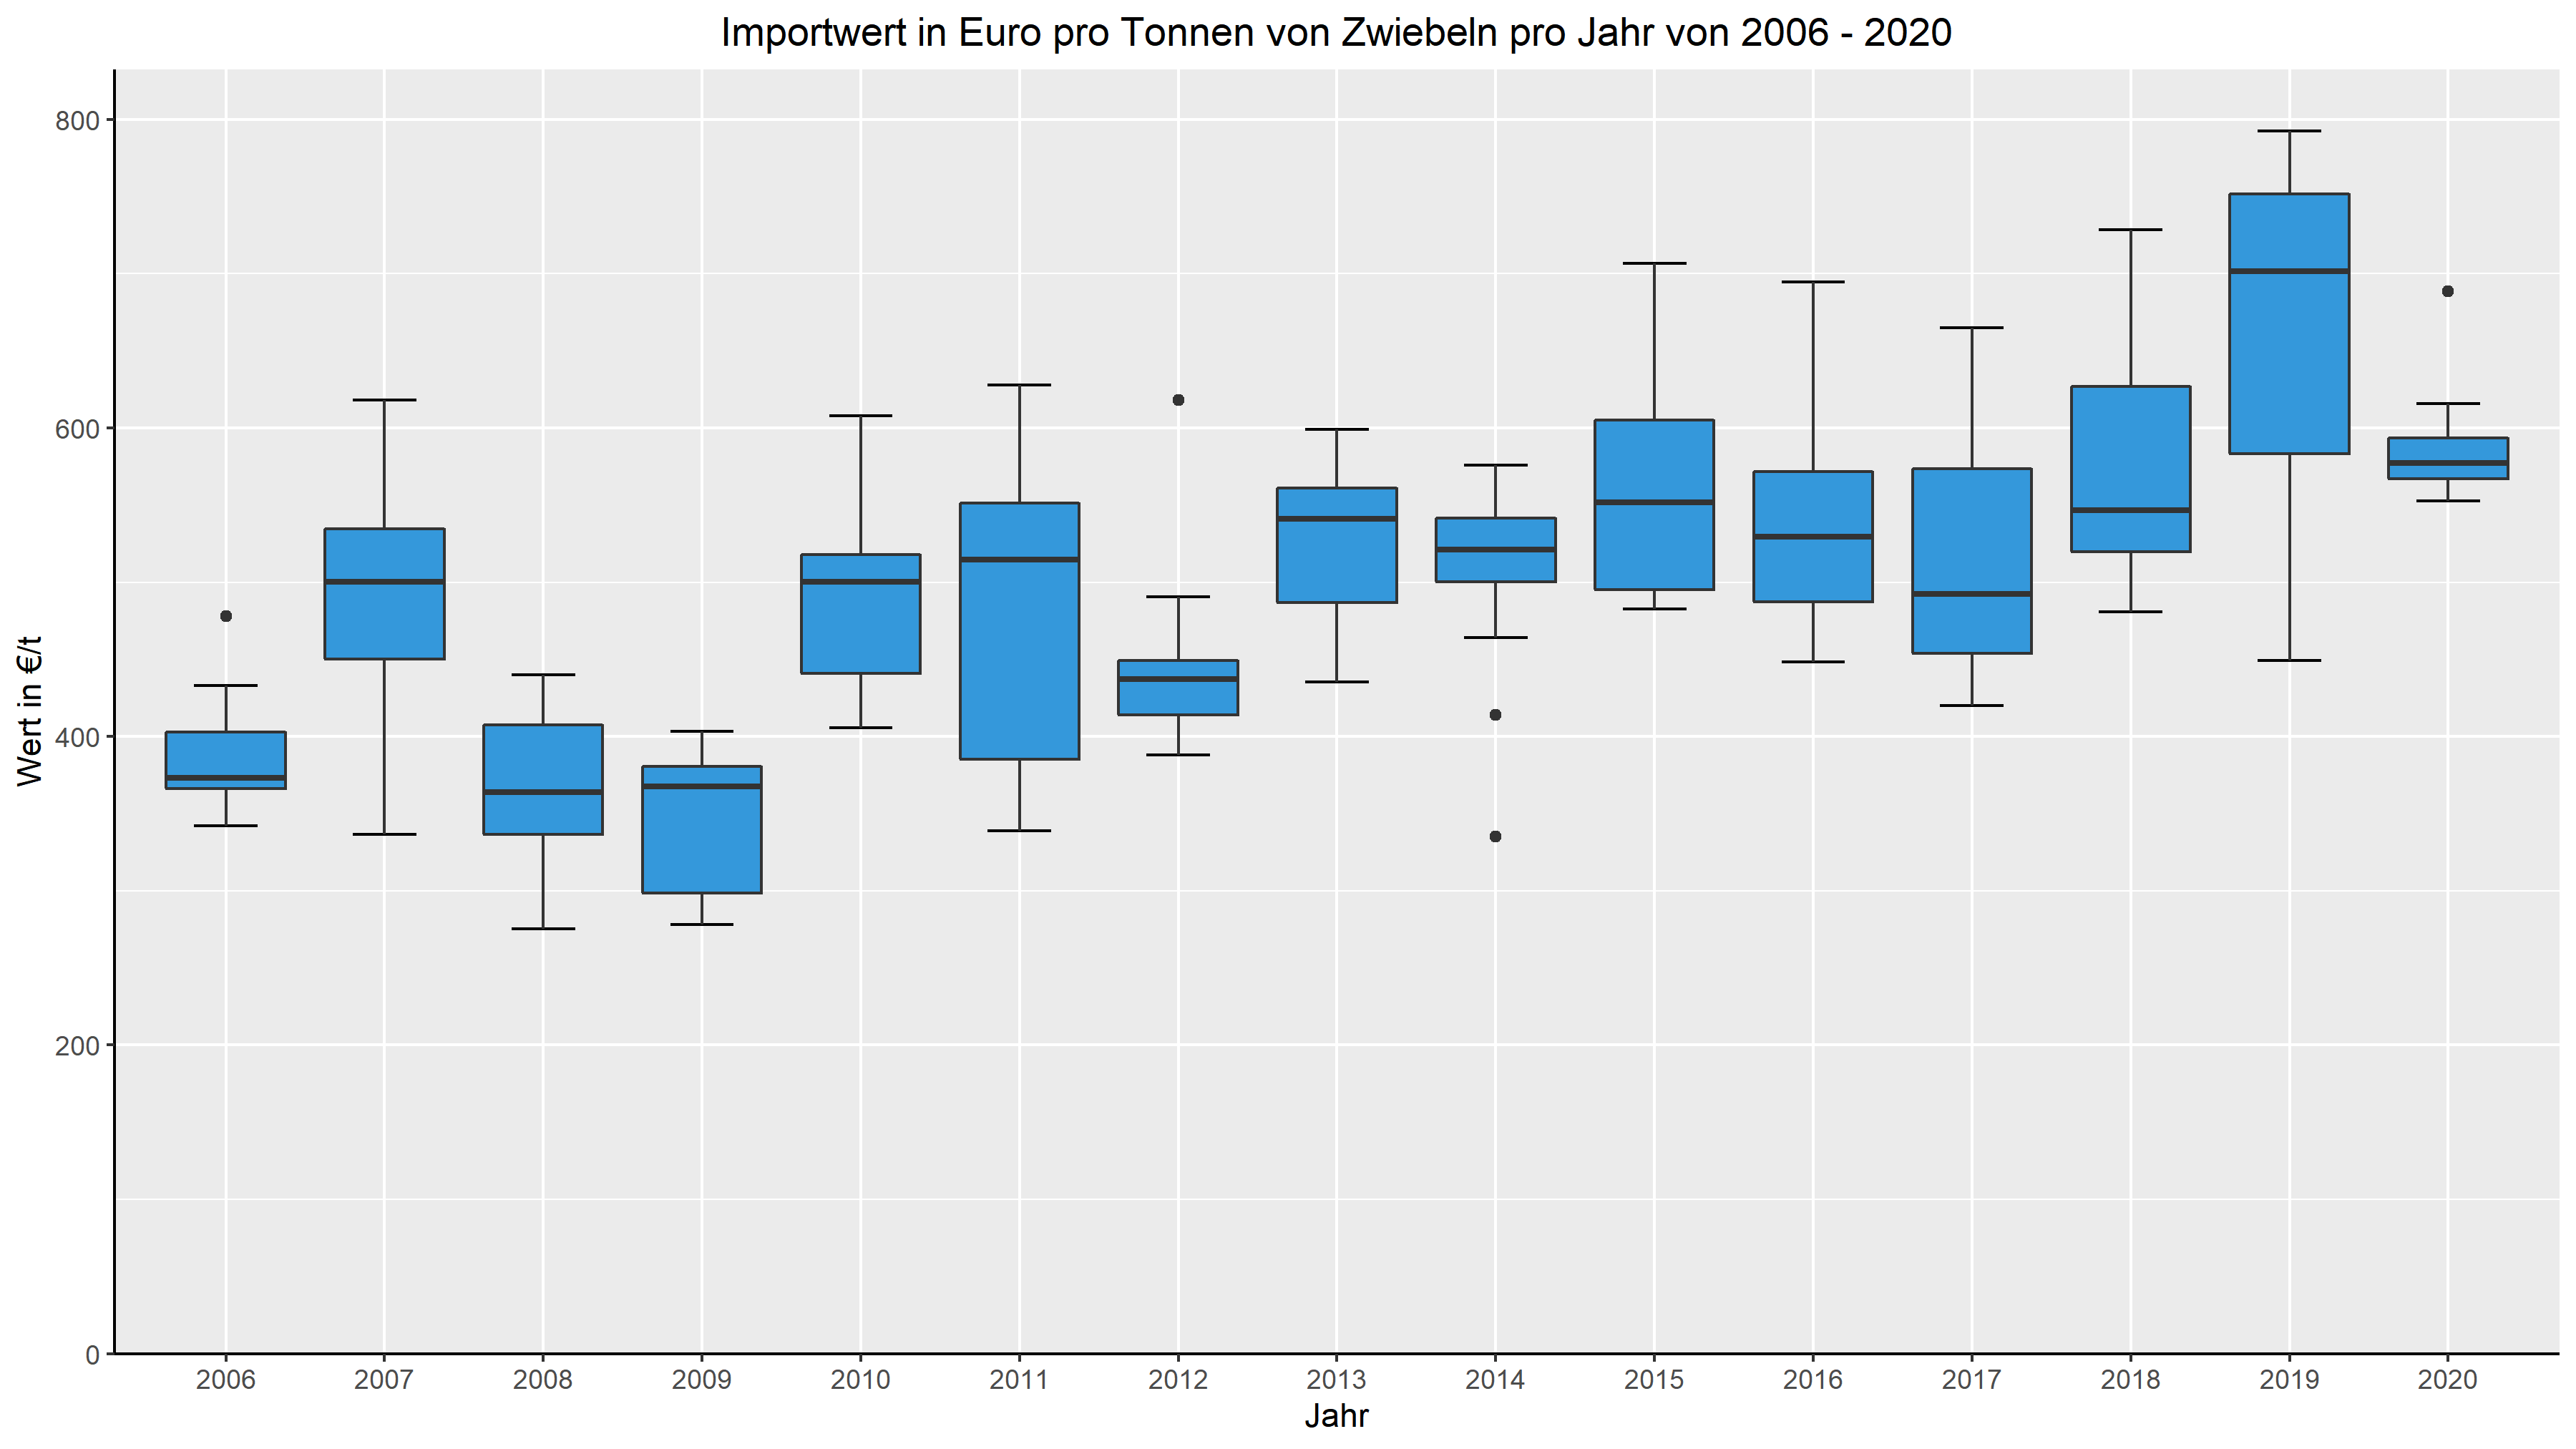 Importwert in Euro pro Tonnen von Zwiebeln pro Jahr von 2006 - 2020
Wert in €/t
800
600
400
200
0
2006 2007 2008 2009 2010 2011 2012 2013 2014 2015 2016 2017 2018 2019 2020
Jahr